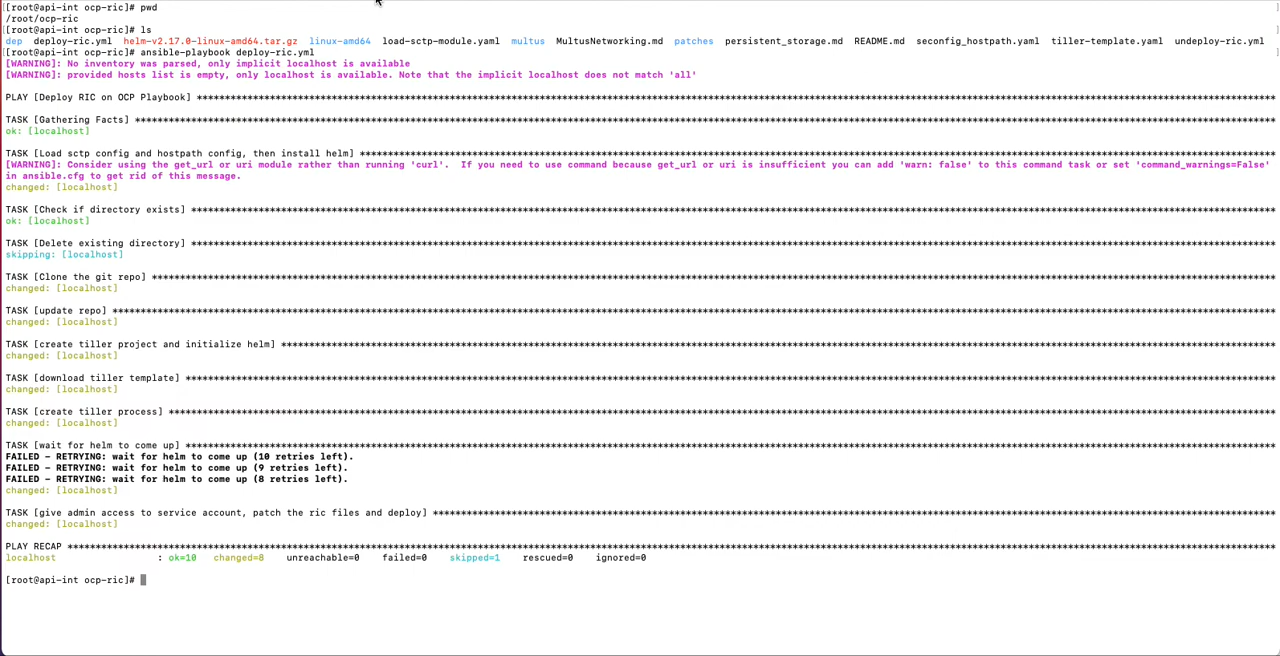 [[root@api-int ocp-ric]# pwd
/root/ocp-ric
[[root@api-int ocp-ric]# ls
dep  deploy-ric.yml  helm-v2.17.0-linux-amd64.tar.gz  linux-amd64  load-sctp-module.yaml  multus  MultusNetworking.md  patches  persistent_storage.md  README.md  seconfig_hostpath.yaml  tiller-template.yaml  undeploy-ric.yml
[[root@api-int ocp-ric]# ansible-playbook deploy-ric.yml
[WARNING]: No inventory was parsed, only implicit localhost is available
[WARNING]: provided hosts list is empty, only localhost is available. Note that the implicit localhost does not match 'all'
PLAY [Deploy RIC on OCP Playbook] ****************************************************************************************************************************************************************
TASK [Gathering Facts] ***************************************************************************************************************************************************************************
ok: [localhost]
TASK [Load sctp config and hostpath config, then install helm] ***********************************************************************************************************************************
[WARNING]: Consider using the get_url or uri module rather than running 'curl'.  If you need to use command because get_url or uri is insufficient you can add 'warn: false' to this command task or set 'command_warnings=False'
in ansible.cfg to get rid of this message.
changed: [localhost]
TASK [Check if directory exists] *****************************************************************************************************************************************************************
ok: [localhost]
TASK [Delete existing directory] *****************************************************************************************************************************************************************
skipping: [localhost]
TASK [Clone the git repo] ************************************************************************************************************************************************************************
changed: [localhost]
TASK [update repo] *******************************************************************************************************************************************************************************
changed: [localhost]
TASK [create tiller project and initialize helm] *************************************************************************************************************************************************
changed: [localhost]
TASK [download tiller template] ******************************************************************************************************************************************************************
changed: [localhost]
TASK [create tiller process] *********************************************************************************************************************************************************************
changed: [localhost]
TASK [wait for helm to come up] ******************************************************************************************************************************************************************
FAILED - RETRYING: wait for helm to come up (10 retries left).
FAILED - RETRYING: wait for helm to come up (9 retries left).
FAILED - RETRYING: wait for helm to come up (8 retries left).
changed: [localhost]
TASK [give admin access to service account, patch the ric files and deploy] **********************************************************************************************************************
changed: [localhost]
PLAY RECAP ***************************************************************************************************************************************************************************************
localhost                  : ok=10   changed=8    unreachable=0    failed=0    skipped=1    rescued=0    ignored=0
[root@api-int ocp-ric]#